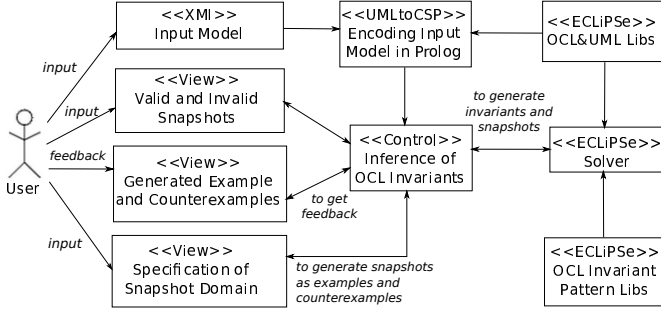 <<XMI>>
Input Model
<<UMLtoCSP>>
Encoding Input
Model in Prolog
<<ECLiPSe>>
OCL&UML Libs
input
<<View>>
Valid and Invalid
Snapshots
input
to generate
invariants and
snapshots
<<Control>>
Inference of
OCL Invariants
<<ECLiPSe>>
Solver
feedback
User
<<View>>
Generated Example
and Counterexamples
to get
feedback
input
<<View>>
Specification of
Snapshot Domain
to generate snapshots
as examples and
counterexamples
<<ECLiPSe>>
OCL Invariant
Pattern Libs